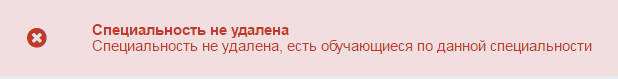 Специальность не удалена
Специальность не удалена, есть обучающиеся по данной специальности